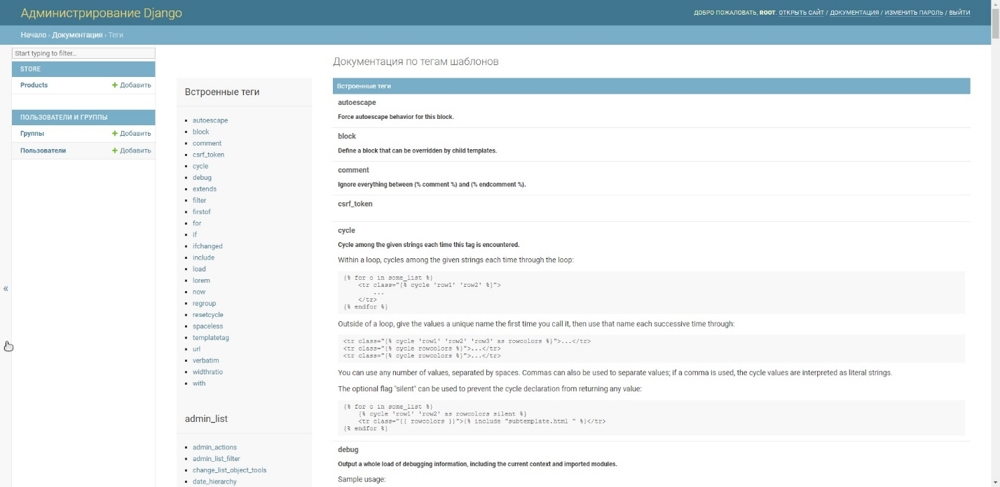 Администрирование Django
ДОБРО ПОЖАЛОВАТЬ, ROOT. ОТКРЫТЬ САЙТ / ДОКУМЕНТАЦИЯ / ИЗМЕНИТЬ ПАРОЛЬ / ВЫЙТИ
Начало › Документация › Теги
Start typing to filter...
STORE
Products + Добавить
ПОЛЬЗОВАТЕЛИ И ГРУППЫ
Группы + Добавить
Пользователи + Добавить
«
Встроенные теги
autoescape
block
comment
csrf_token
cycle
debug
extends
filter
firstof
for
if
ifchanged
include
load
lorem
now
regroup
resetcycle
spaceless
templatetag
url
verbatim
widthratio
with
admin_list
admin_actions
admin_list_filter
change_list_object_tools
date_hierarchy
Документация по тегам шаблонов
Встроенные теги
autoescape
Force autoescape behavior for this block.
block
Define a block that can be overridden by child templates.
comment
Ignore everything between {% comment %} and {% endcomment %}.
csrf_token
cycle
Cycle among the given strings each time this tag is encountered.
Within a loop, cycles among the given strings each time through the loop:
{% for o in some_list %}
<tr class="{% cycle 'row1' 'row2' %}">
...
</tr>
{% endfor %}
Outside of a loop, give the values a unique name the first time you call it, then use that name each successive time through:
<tr class="{% cycle 'row1' 'row2' 'row3' as rowcolors %}">...</tr>
<tr class="{% cycle rowcolors %}">...</tr>
<tr class="{% cycle rowcolors %}">...</tr>
You can use any number of values, separated by spaces. Commas can also be used to separate values; if a comma is used, the cycle values are interpreted as literal strings.
The optional flag "silent" can be used to prevent the cycle declaration from returning any value:
{% for o in some_list %}
{% cycle 'row1' 'row2' as rowcolors silent %}
<tr class="{{ rowcolors }}">{% include "subtemplate.html " %}</tr>
{% endfor %}
debug
Output a whole load of debugging information, including the current context and imported modules.
Sample usage: